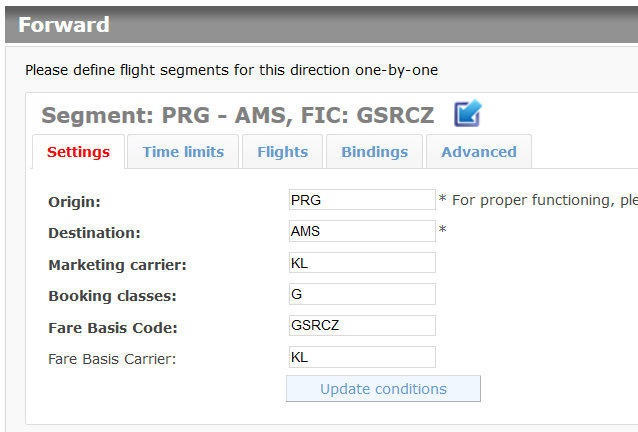 Forward
Please define flight segments for this direction one-by-one
Segment: PRG - AMS, FIC: GSRCZ
Settings Time limits Flights Bindings Advanced
Origin: PRG * For proper functioning,
Destination: AMS *
Marketing carrier: KL
Booking classes: G
Fare Basis Code: GSRCZ
Fare Basis Carrier: KL
Update conditions